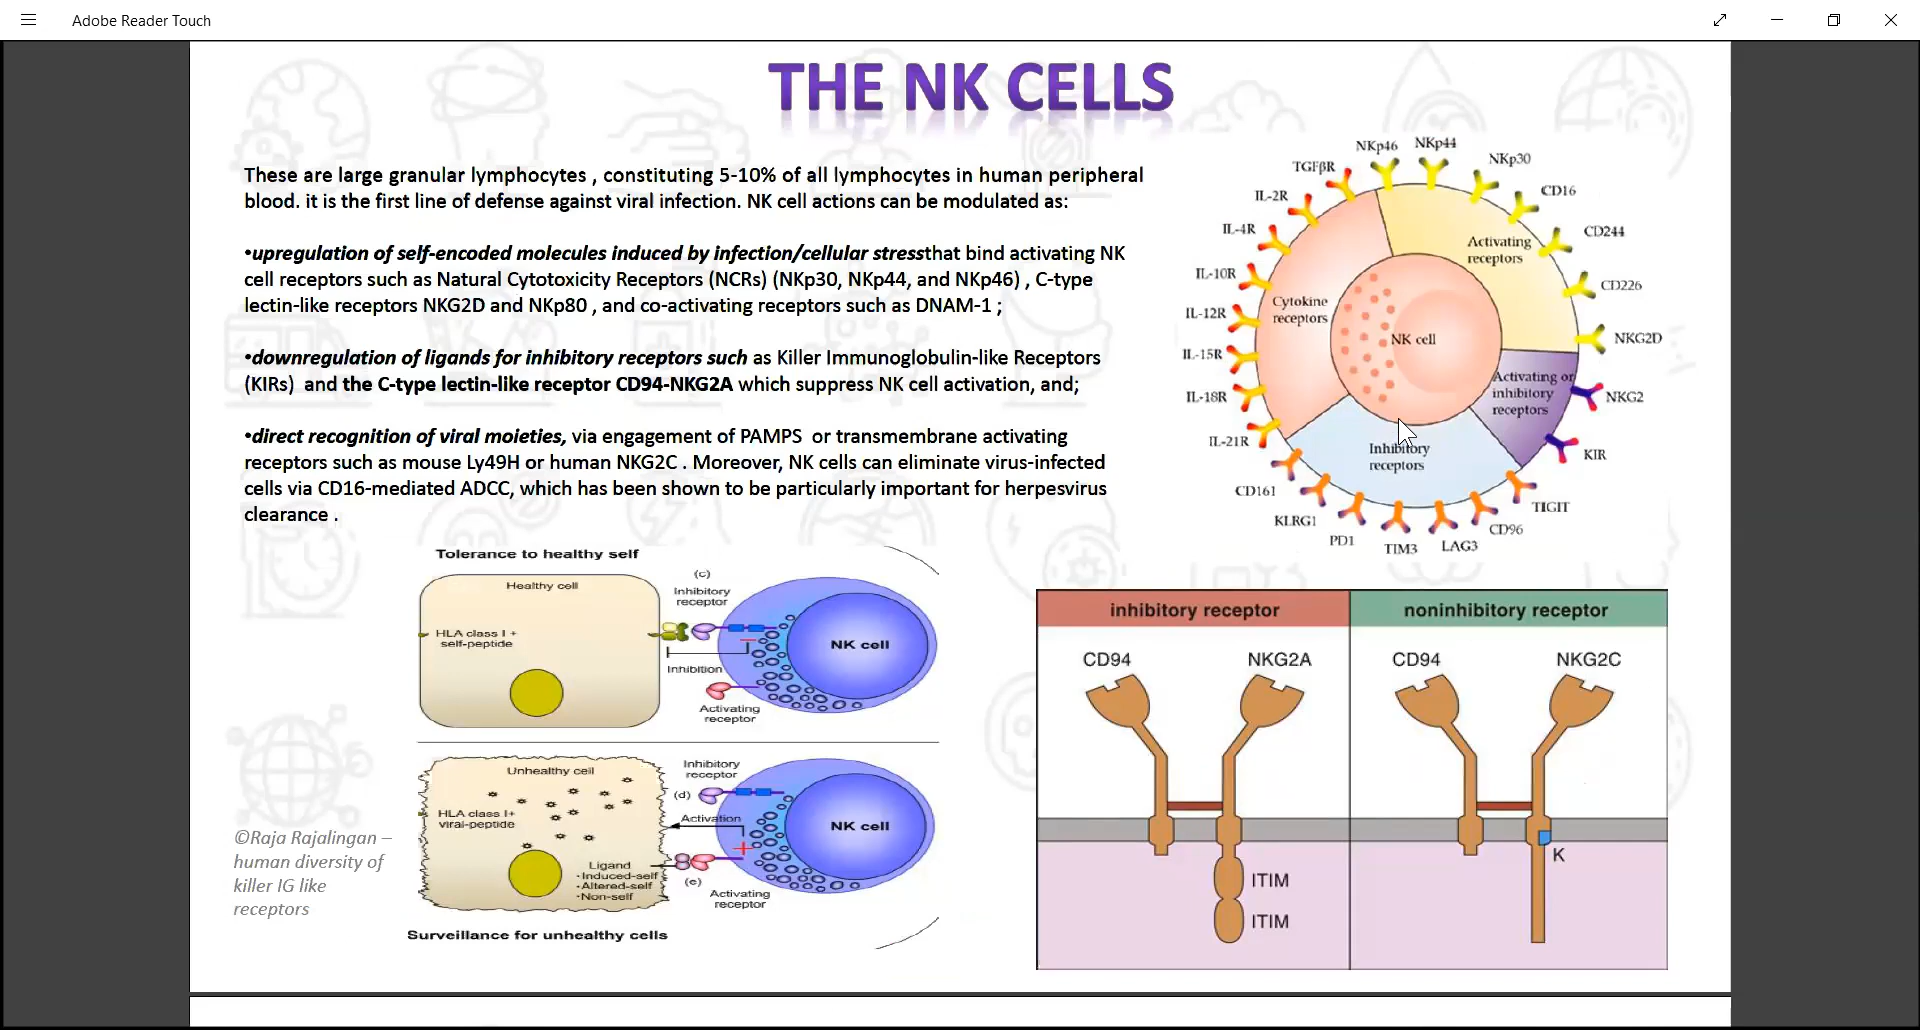 Adobe Reader Touch
THE NK CELLS
These are large granular lymphocytes , constituting 5-10% of all lymphocytes in human peripheral
blood. it is the first line of defense against viral infection. NK cell actions can be modulated as:
•upregulation of self-encoded molecules induced by infection/cellular stressthat bind activating NK
cell receptors such as Natural Cytotoxicity Receptors (NCRs) (NKp30, NKp44, and NKp46) , C-type
lectin-like receptors NKG2D and NKp80 , and co-activating receptors such as DNAM-1 ;
•downregulation of ligands for inhibitory receptors such as Killer Immunoglobulin-like Receptors
(KIRs) and the C-type lectin-like receptor CD94-NKG2A which suppress NK cell activation, and;
•direct recognition of viral moieties, via engagement of PAMPS or transmembrane activating
receptors such as mouse Ly49H or human NKG2C . Moreover, NK cells can eliminate virus-infected
cells via CD16-mediated ADCC, which has been shown to be particularly important for herpesvirus
clearance .
NKp46
NKp44
NKp30
CD16
CD244
CD226
NKG2D
NKG2
KIR
TIGIT
CD96
LAG3
TIM3
PD1
KLRG1
CD161
IL-21R
IL-18R
IL-15R
IL-12R
IL-10R
IL-4R
IL-2R
TGFβR
Activating
receptors
Cytokine
receptors
NK cell
Activating or
inhibitory
receptors
Inhibitory
receptors
Tolerance to healthy self
Healthy cell
HLA class I +
self-peptide
(c)
Inhibitory
receptor
Inhibition
Activating
receptor
NK cell
Unhealthy cell
HLA class I+
viral-peptide
Ligand
·Induced-self
·Altered-self
·Non-self
Inhibitory
receptor
(d)
Activation
(e)
Activating
receptor
NK cell
Surveillance for unhealthy cells
©Raja Rajalingan –
human diversity of
killer IG like
receptors
inhibitory receptor
noninhibitory receptor
CD94
NKG2A
CD94
NKG2C
K
ITIM
ITIM